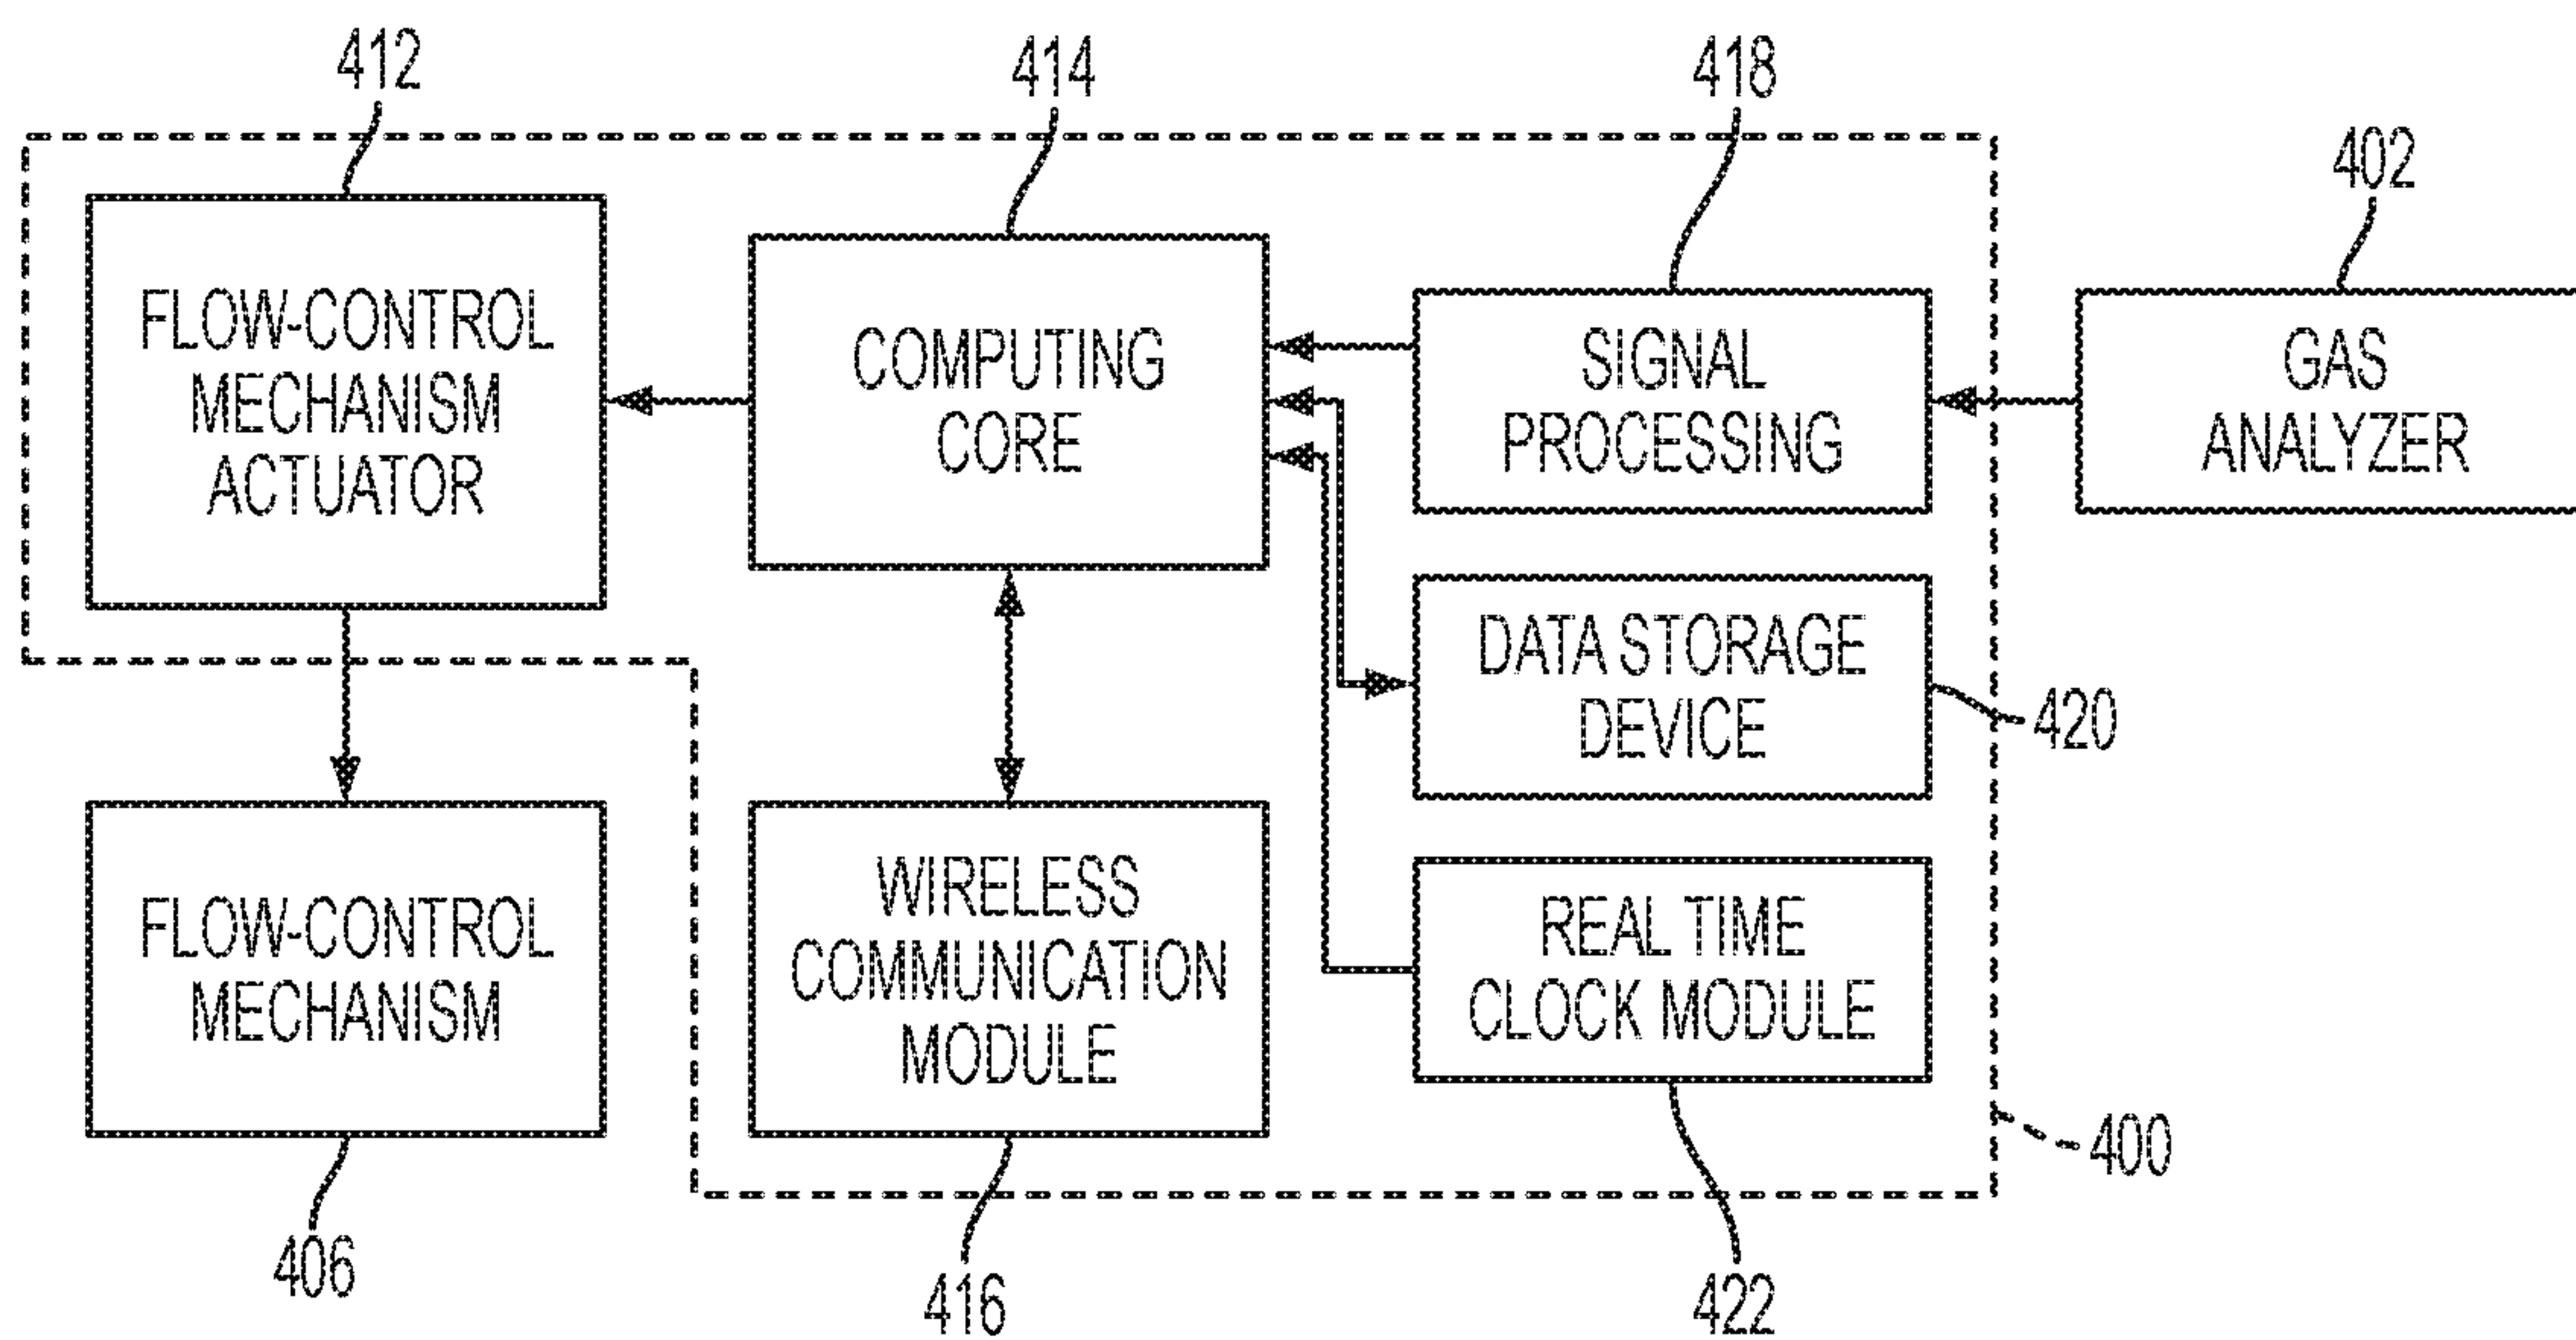 412
414
418
402
FLOW-CONTROL
MECHANISM
ACTUATOR
COMPUTING
CORE
SIGNAL
PROCESSING
GAS
ANALYZER
DATA STORAGE
DEVICE
420
FLOW-CONTROL
MECHANISM
WIRELESS
COMMUNICATION
MODULE
REAL TIME
CLOCK MODULE
400
406
416
422